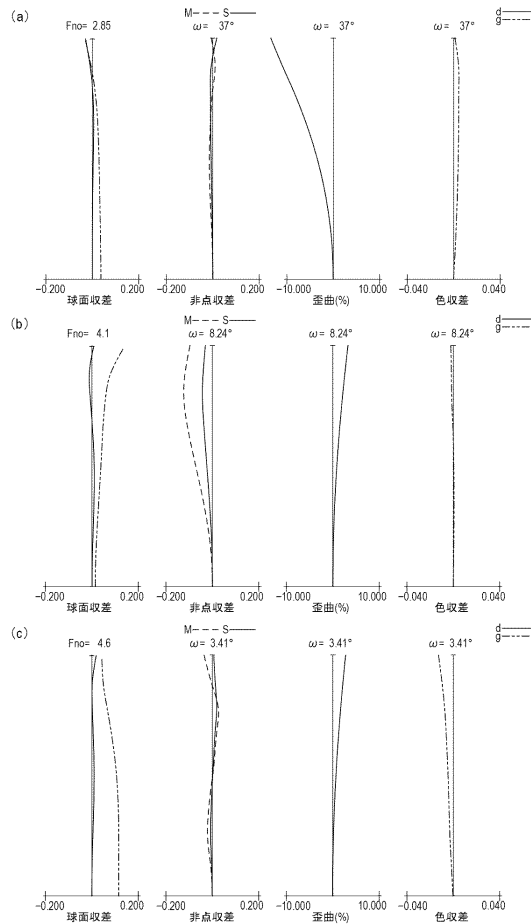 (a)
d
g
M S
Fno= 2.85
ω= 37°
ω= 37°
ω= 37°
−0.200 0.200
球面収差
−0.200 0.200
非点収差
−10.000 10.000
歪曲(%)
−0.040 0.040
色収差
(b)
d
g
M S
Fno= 4.1
ω= 8.24°
ω= 8.24°
ω= 8.24°
−0.200 0.200
球面収差
−0.200 0.200
非点収差
−10.000 10.000
歪曲(%)
−0.040 0.040
色収差
(c)
d
g
M S
Fno= 4.6
ω= 3.41°
ω= 3.41°
ω= 3.41°
−0.200 0.200
球面収差
−0.200 0.200
非点収差
−10.000 10.000
歪曲(%)
−0.040 0.040
色収差